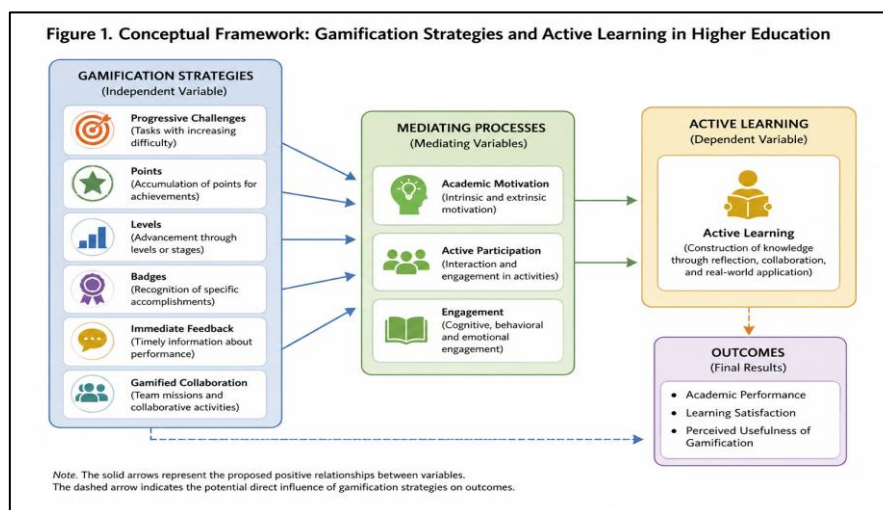 Figure 1. Conceptual Framework: Gamification Strategies and Active Learning in Higher Education
GAMIFICATION STRATEGIES
(Independent Variable)
Progressive Challenges
(Tasks with increasing
difficulty)
Points
(Accumulation of points for
achievements)
Levels
(Advancement through
levels or stages)
Badges
(Recognition of specific
accomplishments)
Immediate Feedback
(Timely information about
performance)
Gamified Collaboration
(Team missions and
collaborative activities)
MEDIATING PROCESSES
(Mediating Variables)
Academic Motivation
(Intrinsic and extrinsic
motivation)
Active Participation
(Interaction and
engagement in activities)
Engagement
(Cognitive, behavioral
and emotional
engagement)
ACTIVE LEARNING
(Dependent Variable)
Active Learning
(Construction of knowledge
through reflection, collaboration,
and real-world application)
OUTCOMES
(Final Results)
• Academic Performance
• Learning Satisfaction
• Perceived Usefulness of
Gamification
Note. The solid arrows represent the proposed positive relationships between variables.
The dashed arrow indicates the potential direct influence of gamification strategies on outcomes.